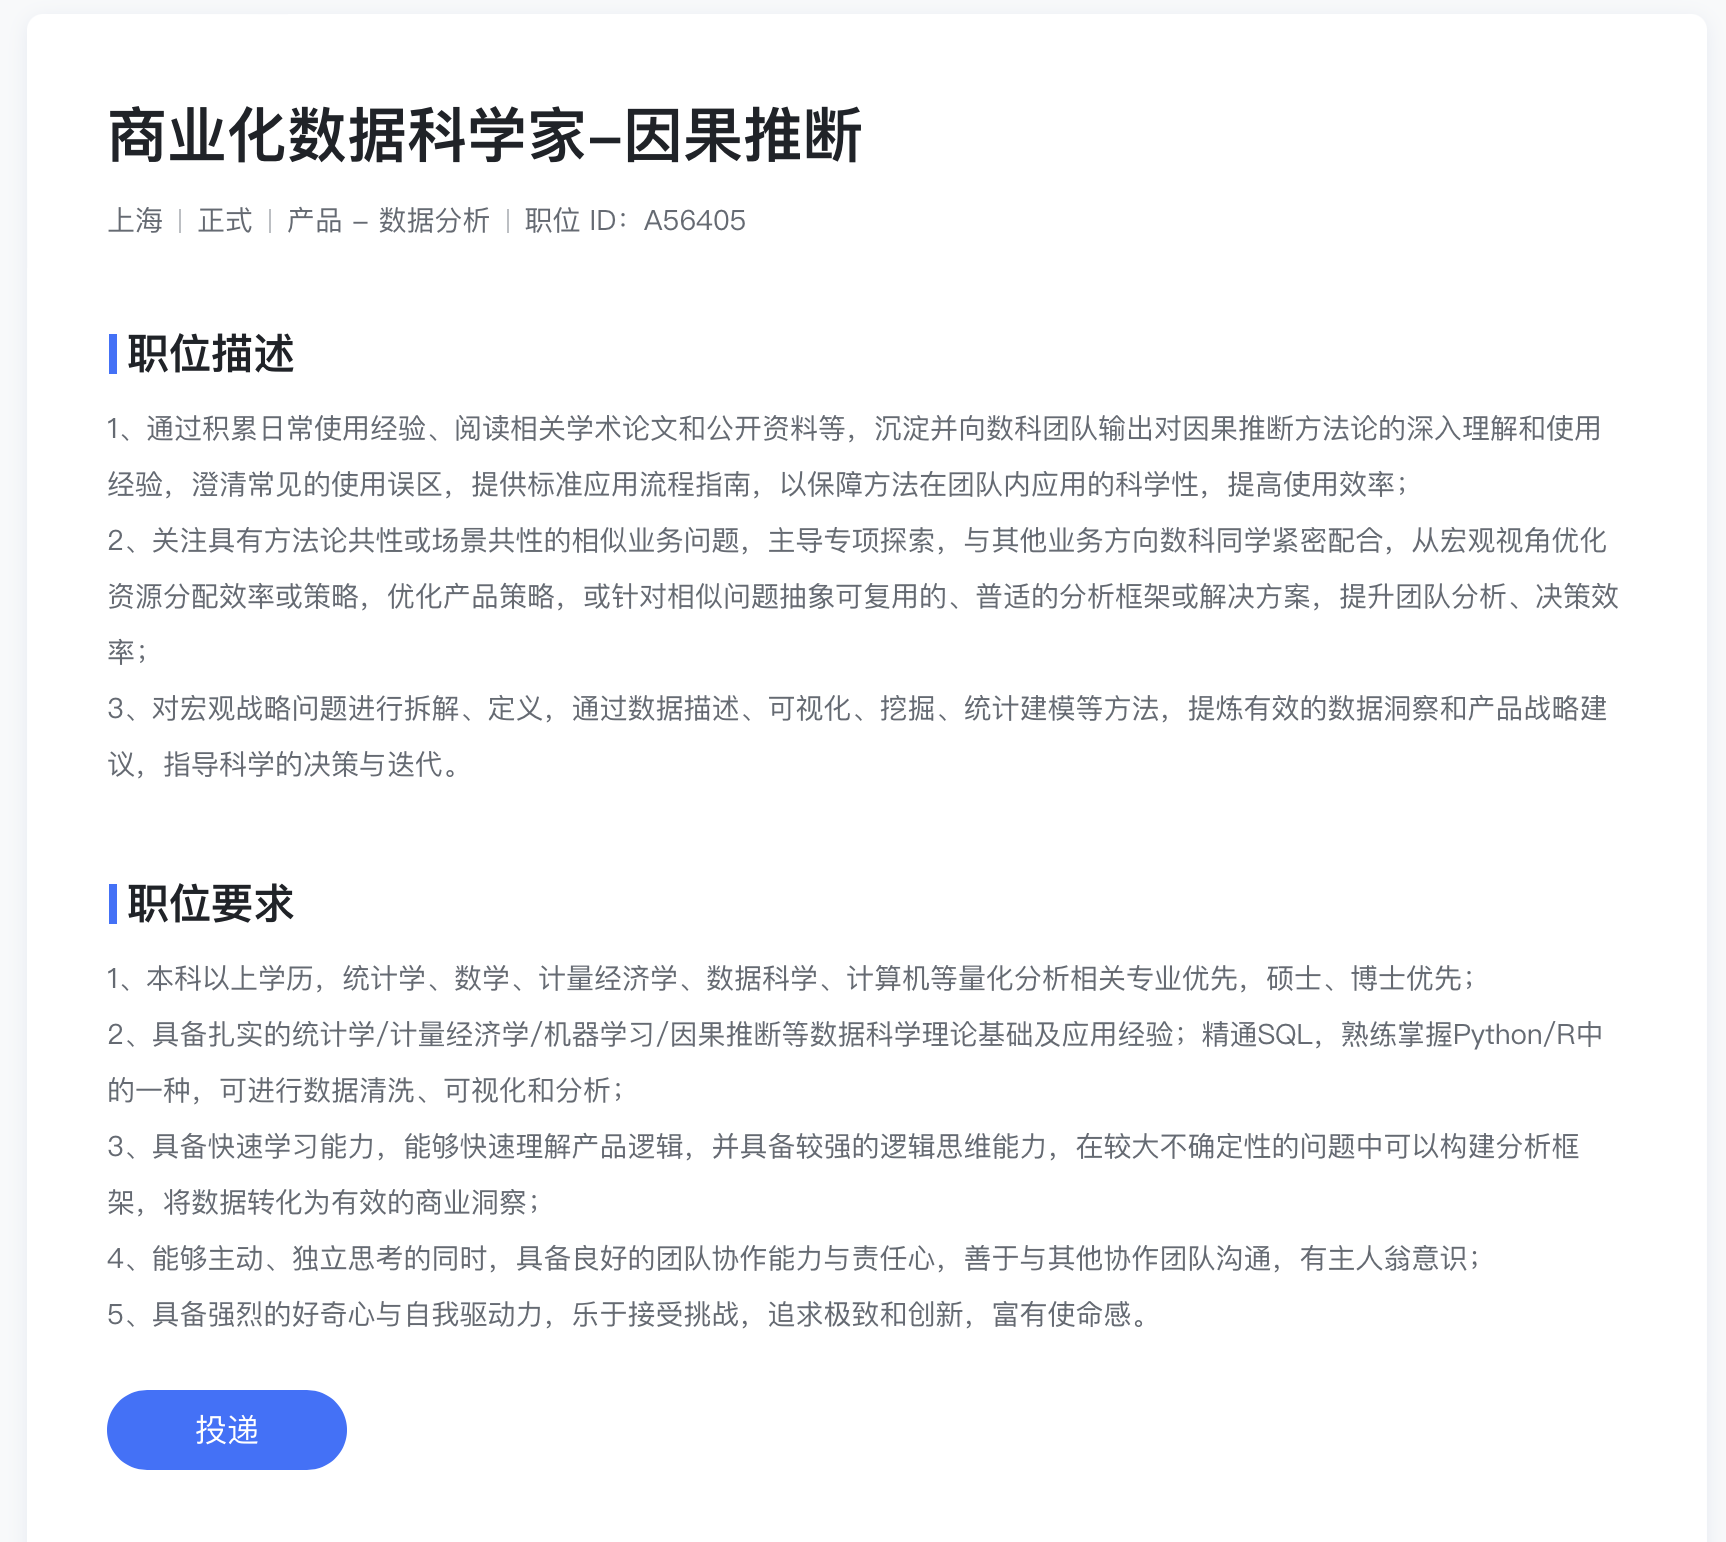 商业化数据科学家-因果推断
上海 | 正式 | 产品 - 数据分析 | 职位 ID：A56405
职位描述
1、通过积累日常使用经验、阅读相关学术论文和公开资料等，沉淀并向数科团队输出对因果推断方法论的深入理解和使用
经验，澄清常见的使用误区，提供标准应用流程指南，以保障方法在团队内应用的科学性，提高使用效率；
2、关注具有方法论共性或场景共性的相似业务问题，主导专项探索，与其他业务方向数科同学紧密配合，从宏观视角优化
资源分配效率或策略，优化产品策略，或针对相似问题抽象可复用的、普适的分析框架或解决方案，提升团队分析、决策效
率；
3、对宏观战略问题进行拆解、定义，通过数据描述、可视化、挖掘、统计建模等方法，提炼有效的数据洞察和产品战略建
议，指导科学的决策与迭代。
职位要求
1、本科以上学历，统计学、数学、计量经济学、数据科学、计算机等量化分析相关专业优先，硕士、博士优先；
2、具备扎实的统计学/计量经济学/机器学习/因果推断等数据科学理论基础及应用经验；精通SQL，熟练掌握Python/R中
的一种，可进行数据清洗、可视化和分析；
3、具备快速学习能力，能够快速理解产品逻辑，并具备较强的逻辑思维能力，在较大不确定性的问题中可以构建分析框
架，将数据转化为有效的商业洞察；
4、能够主动、独立思考的同时，具备良好的团队协作能力与责任心，善于与其他协作团队沟通，有主人翁意识；
5、具备强烈的好奇心与自我驱动力，乐于接受挑战，追求极致和创新，富有使命感。
投递